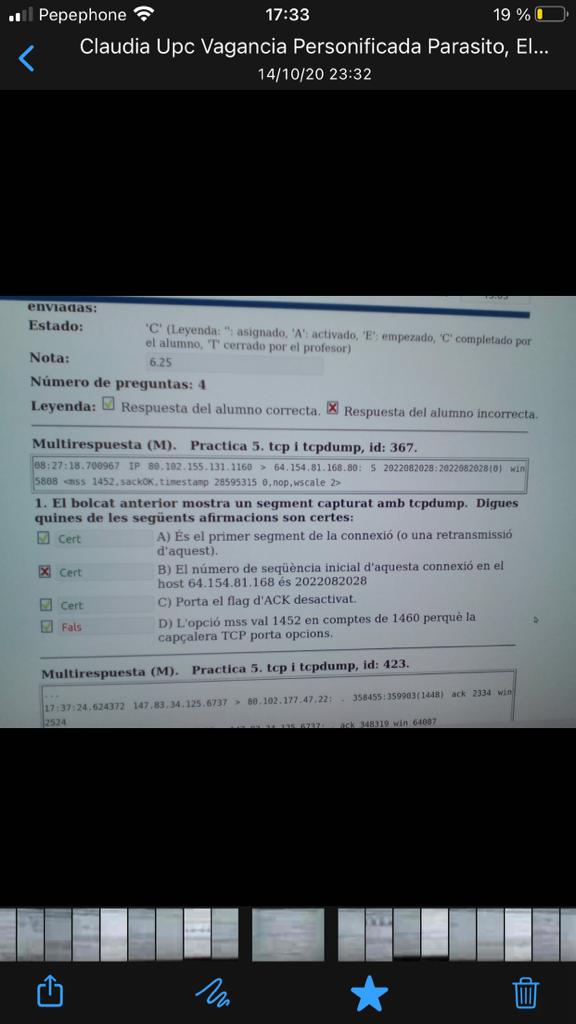 Pepephone
17:33
19 %
Claudia Upc Vagancia Personificada Parasito, El...
14/10/20 23:32
enviadas:
Estado:
'C' (Leyenda: '': asignado, 'A': activado, 'E': empezado, 'C' completado por
el alumno, 'T' cerrado por el profesor)
Nota:
6.25
Número de preguntas: 4
Leyenda: Respuesta del alumno correcta. Respuesta del alumno incorrecta.
Multirespuesta (M). Practica 5. tcp i tcpdump, id: 367.
08:27:18.700967 IP 80.102.155.131.1160 > 64.154.81.168.80: S 2022082028:2022082028(0) win
5808 <mss 1452,sackOK,timestamp 28595315 0,nop,wscale 2>
1. El bolcat anterior mostra un segment capturat amb tcpdump. Digues
quines de les següents afirmacions son certes:
Cert
A) És el primer segment de la connexió (o una retransmissió
d'aquest).
Cert
B) El número de seqüència inicial d'aquesta connexió en el
host 64.154.81.168 és 2022082028
Cert
C) Porta el flag d'ACK desactivat.
Fals
D) L'opció mss val 1452 en comptes de 1460 perquè la
capçalera TCP porta opcions.
Multirespuesta (M). Practica 5. tcp i tcpdump, id: 423.
...
17:37:24.624372 147.83.34.125.6737 > 80.102.177.47.22: . 358455:359903(1448) ack 2334 win
2524
ack 348319 win 64087